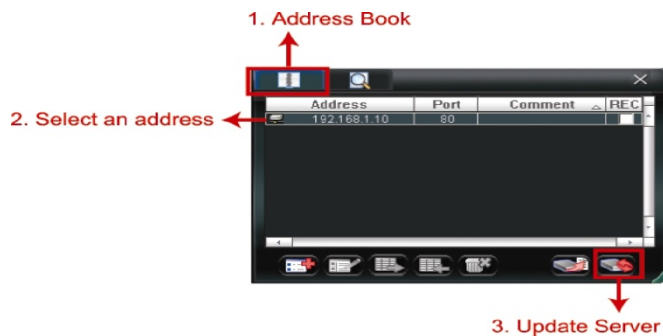 1. Address Book
Address Port Comment REC
2. Select an address
192.168.1.10 80
3. Update Server